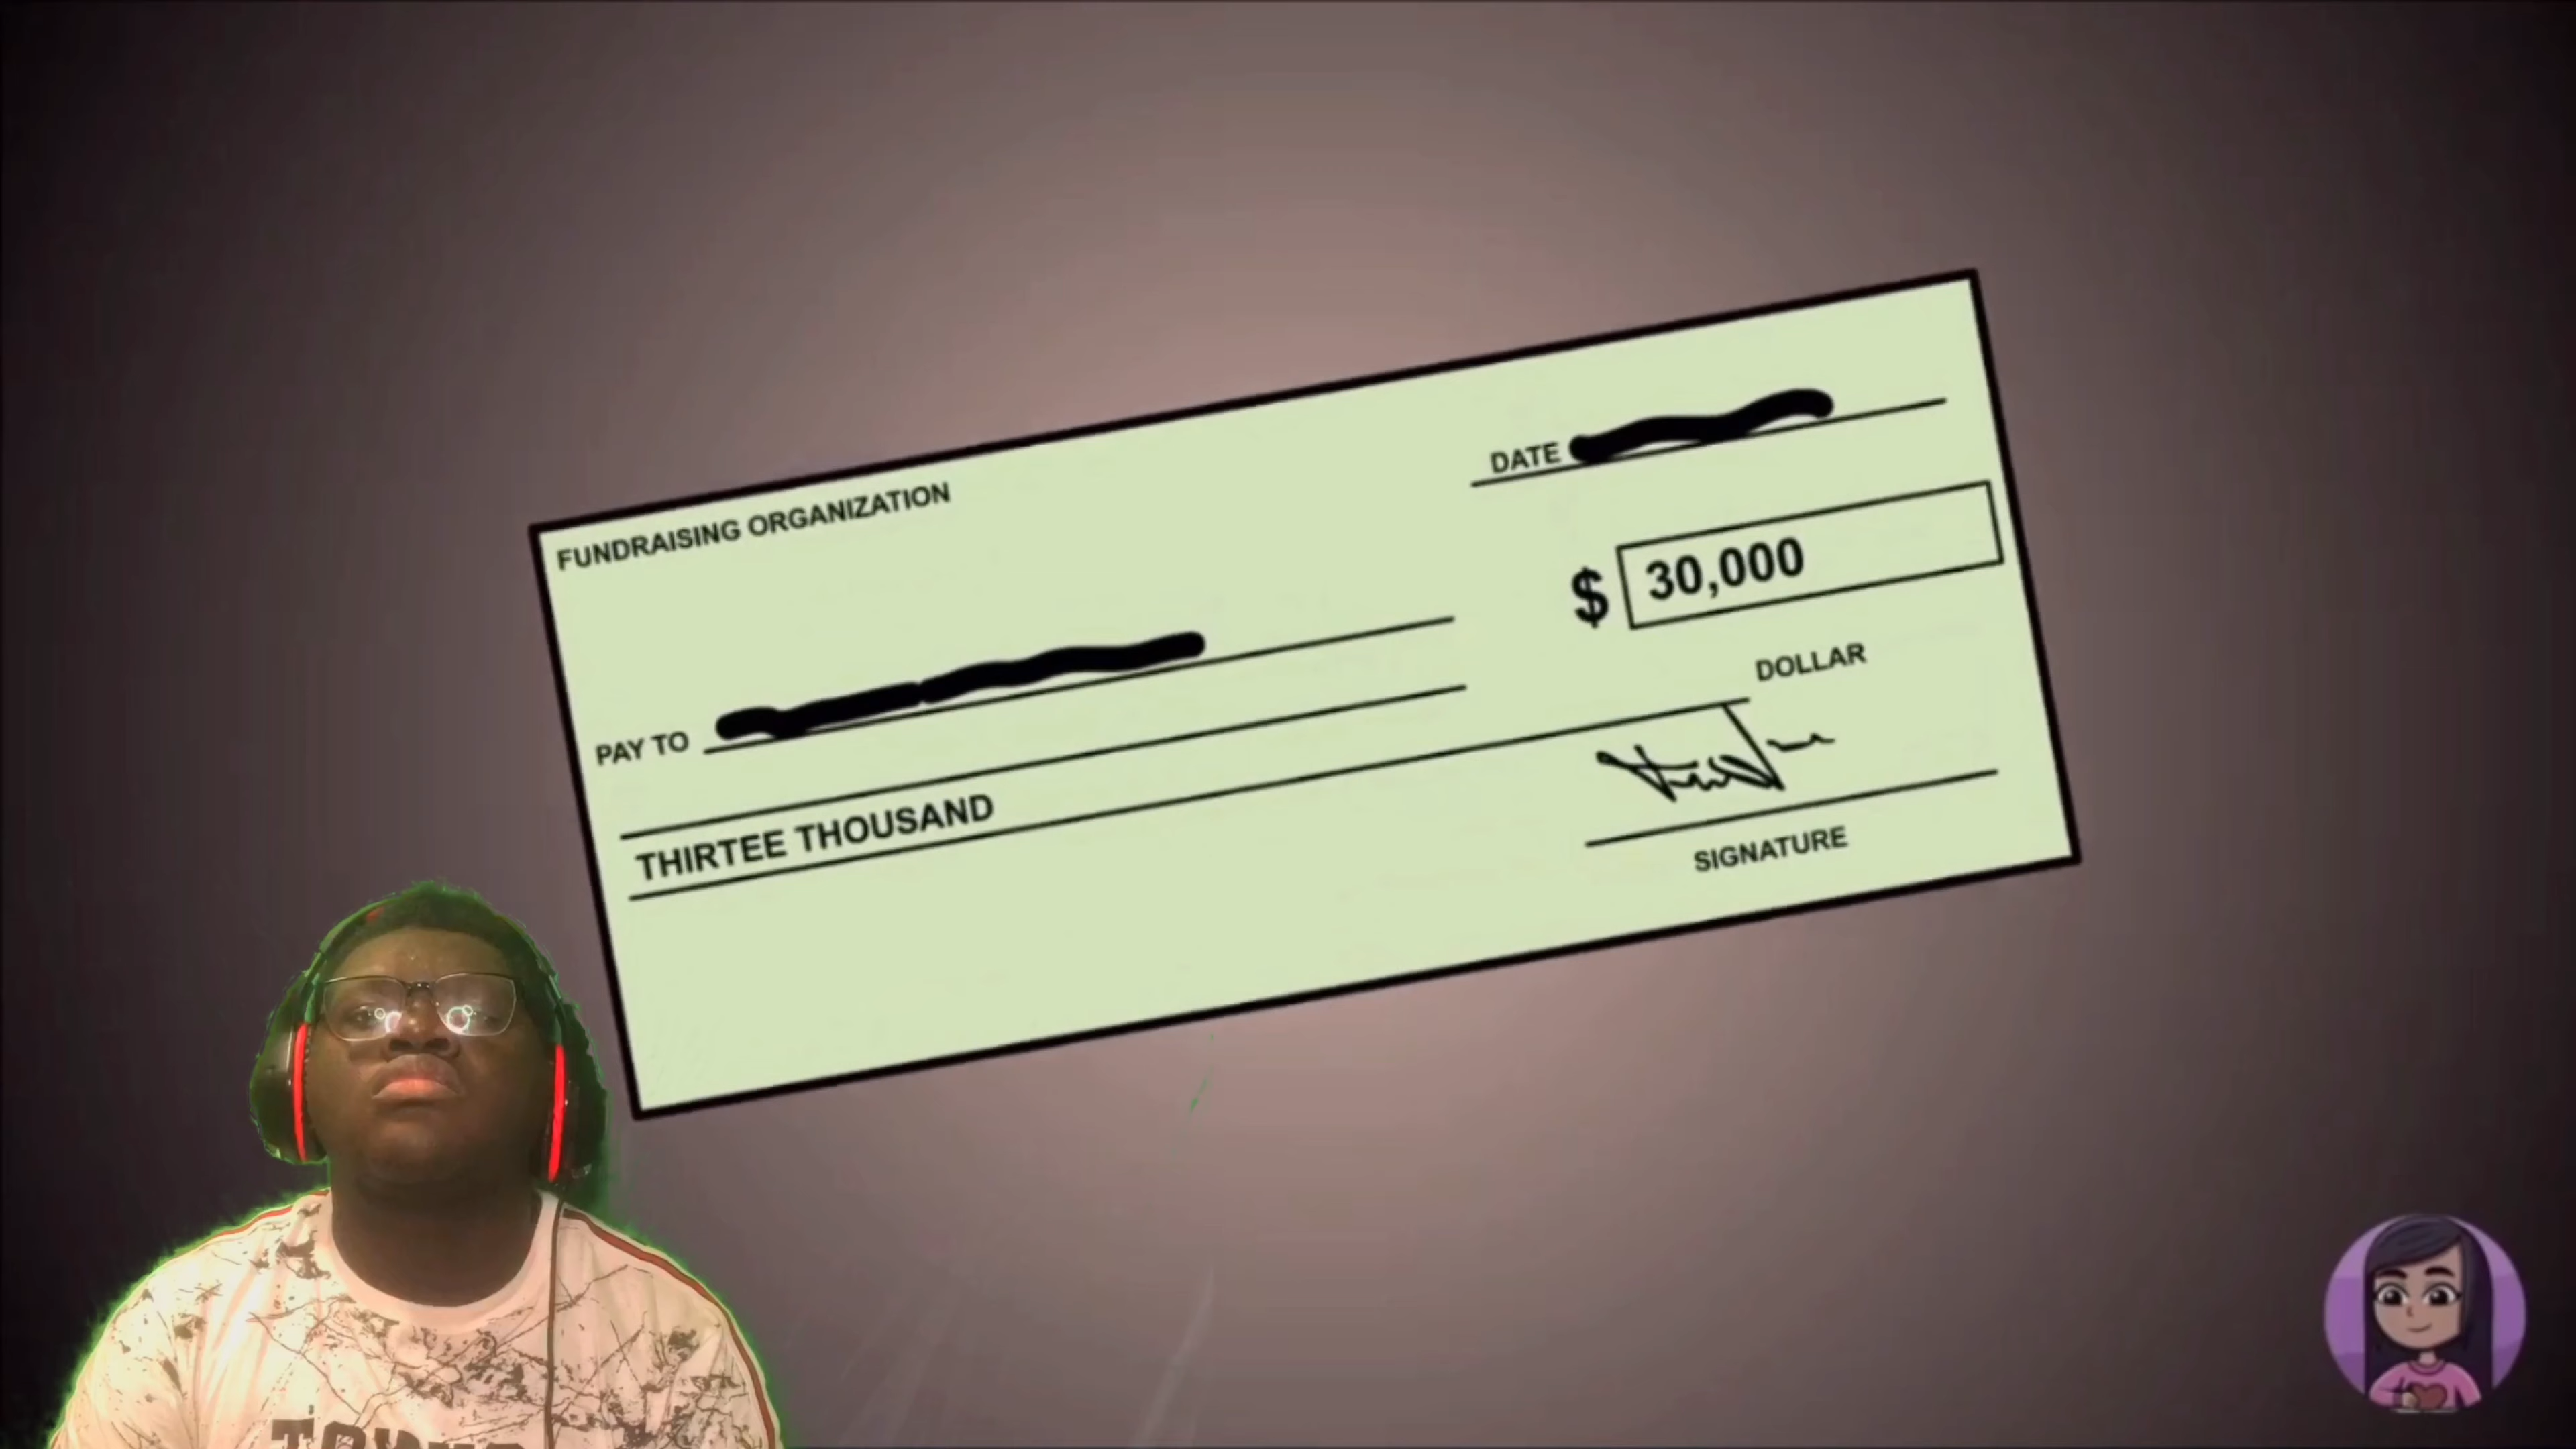 FUNDRAISING ORGANIZATION
DATE
$ 30,000
PAY TO
DOLLAR
THIRTEE THOUSAND
SIGNATURE